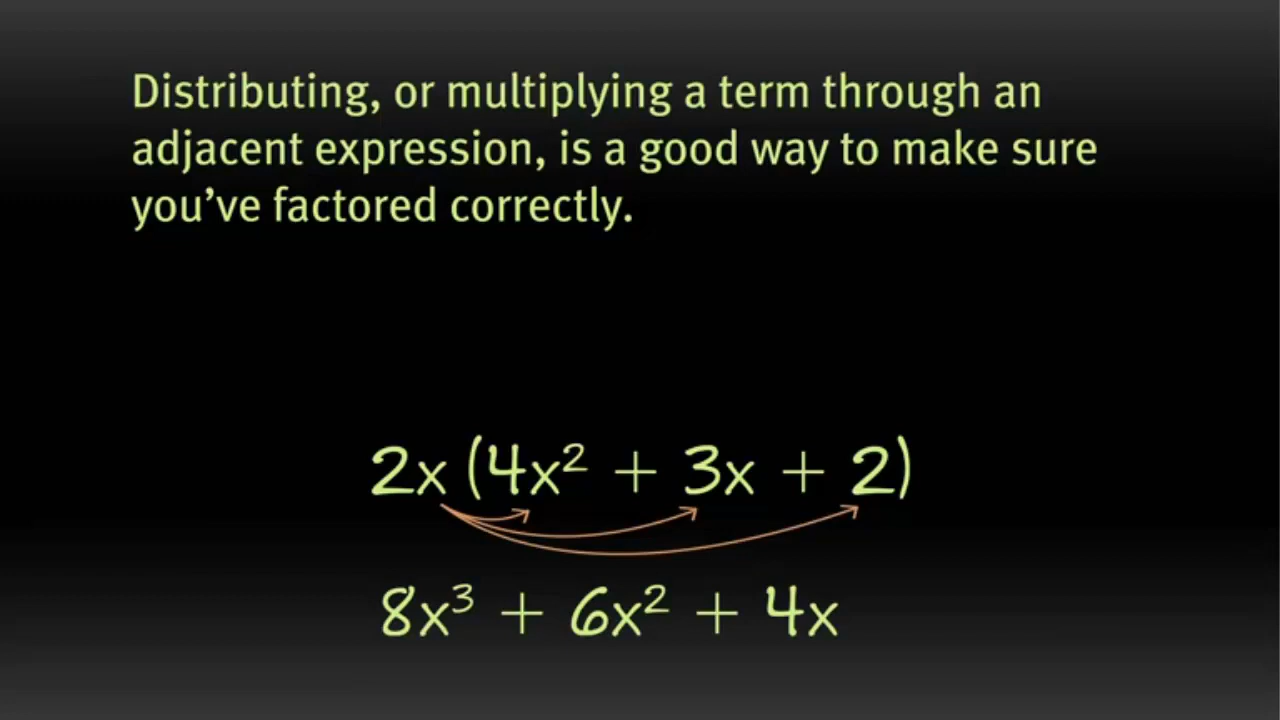 Distributing, or multiplying a term through an
adjacent expression, is a good way to make sure
you’ve factored correctly.
2x (4x² + 3x + 2)
8x³ + 6x² + 4x